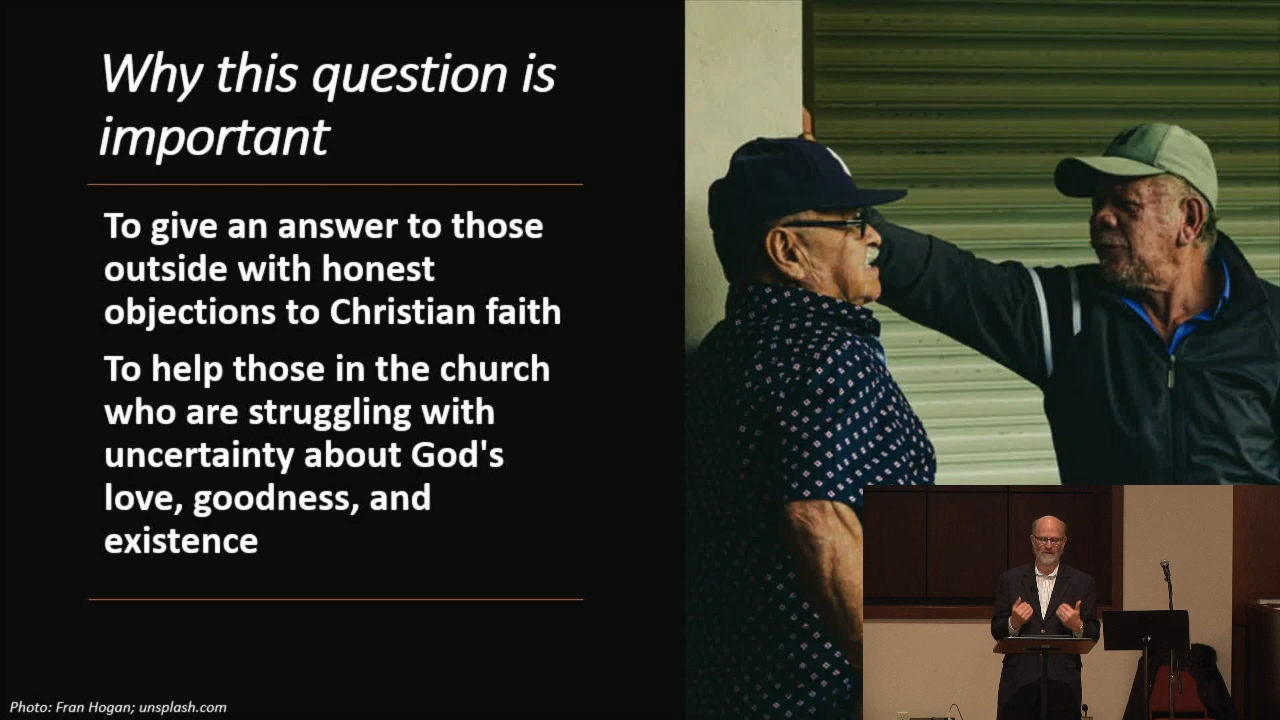 Why this question is
important
To give an answer to those
outside with honest
objections to Christian faith
To help those in the church
who are struggling with
uncertainty about God's
love, goodness, and
existence
Photo: Fran Hogan; unsplash.com